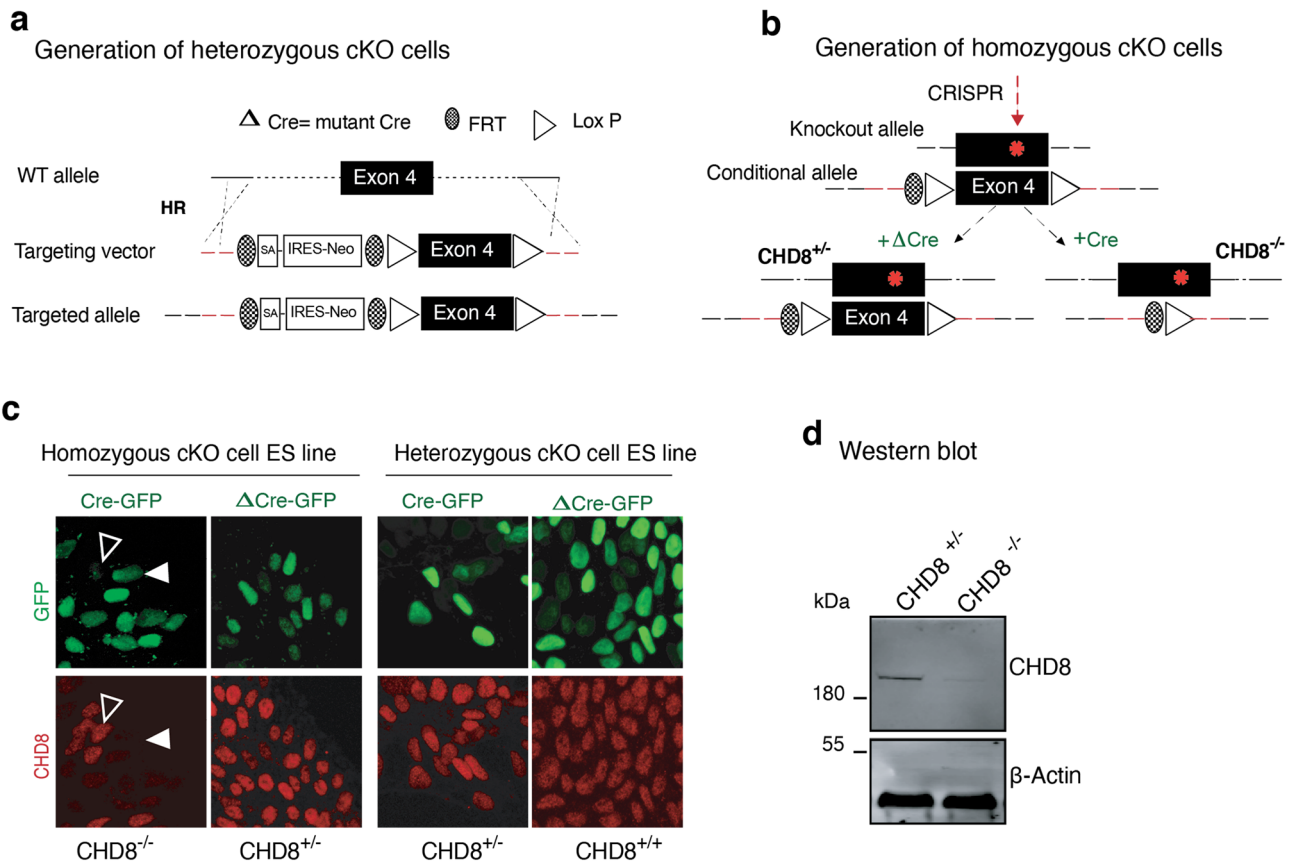 a
Generation of heterozygous cKO cells
Δ Cre= mutant Cre
FRT
Lox P
WT allele
Exon 4
HR
Targeting vector
SA
IRES-Neo
Exon 4
Targeted allele
SA
IRES-Neo
Exon 4
b
Generation of homozygous cKO cells
CRISPR
Knockout allele
Conditional allele
Exon 4
+ΔCre
+Cre
CHD8+/-
CHD8-/-
Exon 4
c
Homozygous cKO cell ES line
Heterozygous cKO cell ES line
Cre-GFP
ΔCre-GFP
Cre-GFP
ΔCre-GFP
GFP
CHD8
CHD8-/-
CHD8+/-
CHD8+/-
CHD8+/+
d
Western blot
kDa
CHD8 +/-
CHD8 -/-
CHD8
180
55
β-Actin